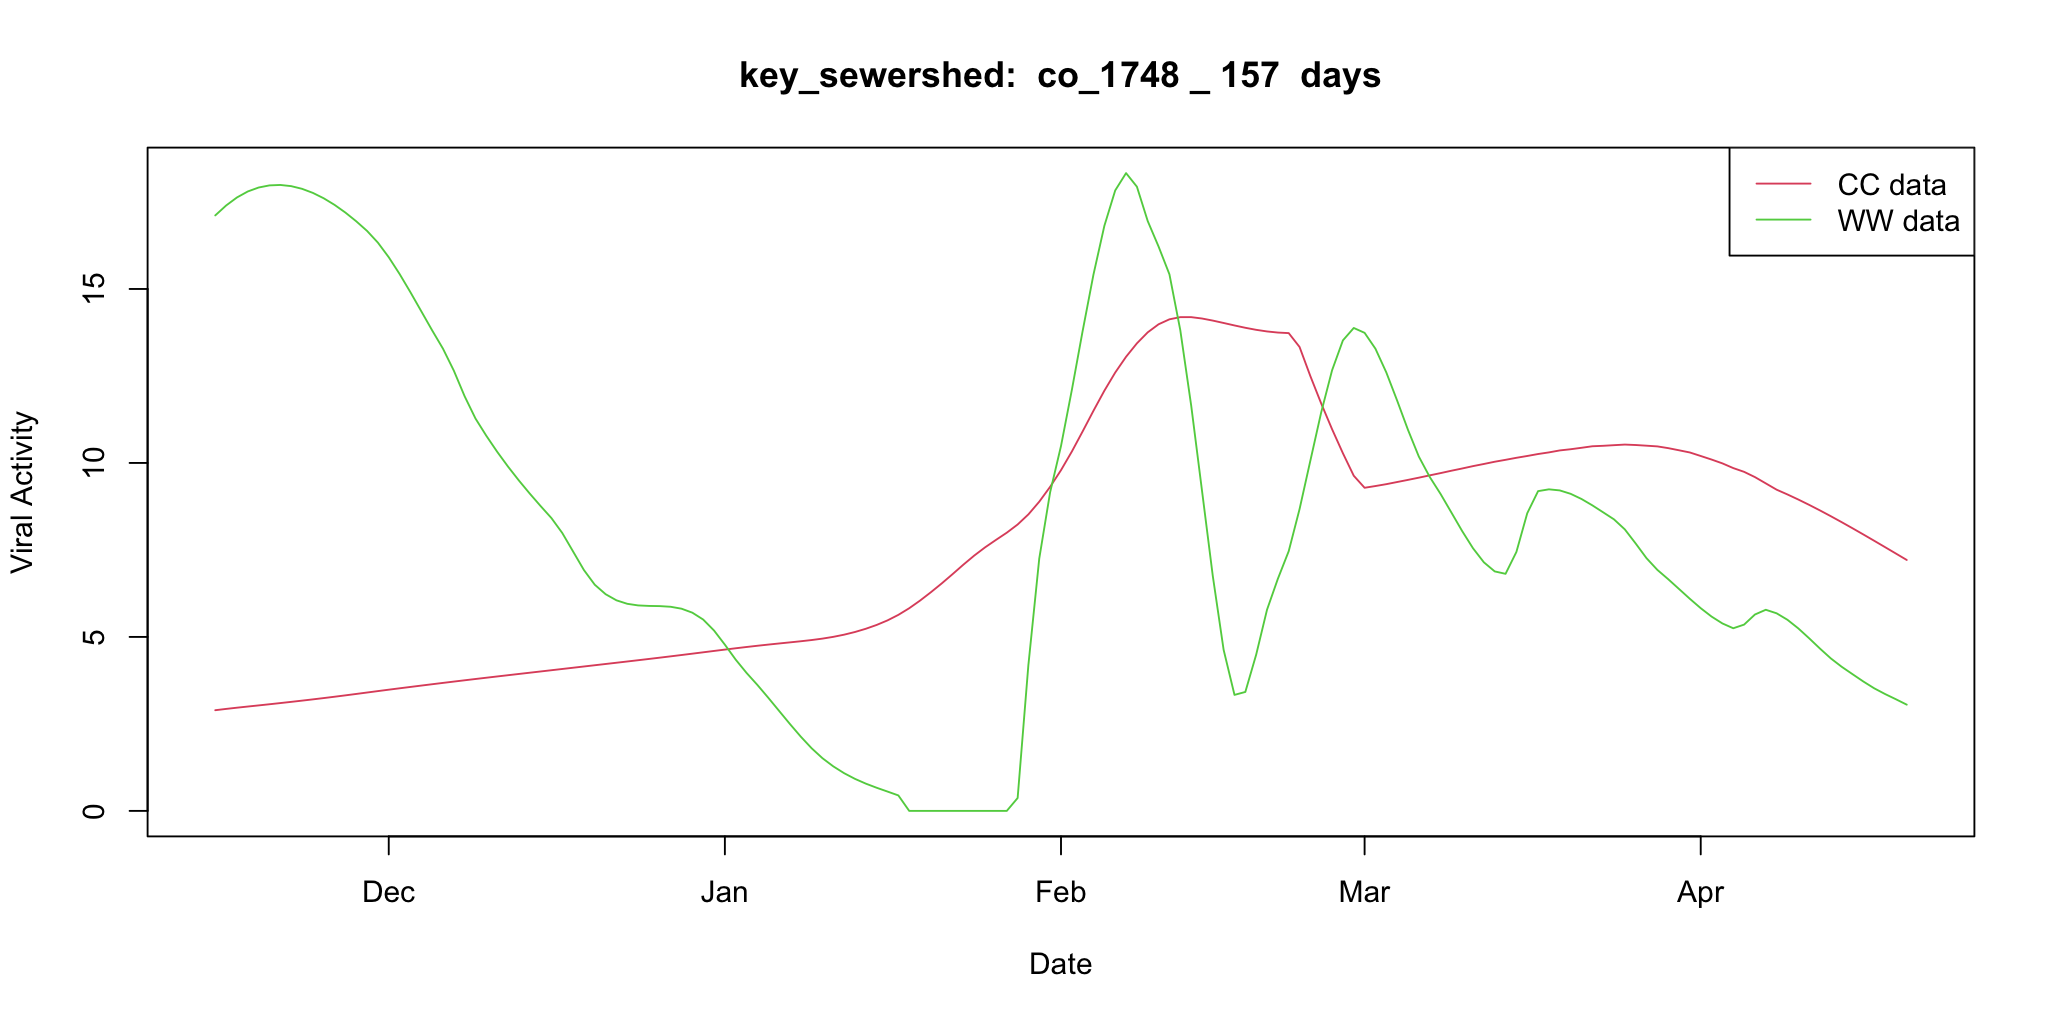 key_sewershed:  co_1748 _ 157  days
CC data
WW data
Viral Activity
15
10
5
0
Dec
Jan
Feb
Mar
Apr
Date